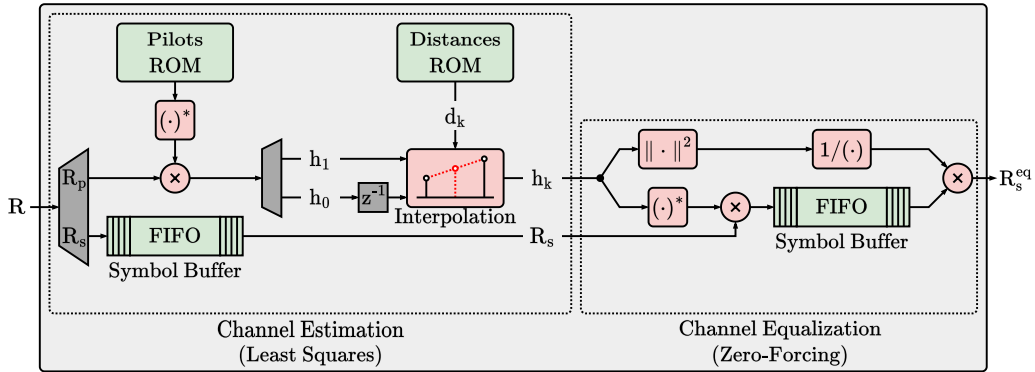 Pilots
ROM
Distances
ROM
(·)*
d_k
R
R_p
×
h_1
h_0
z^{-1}
Interpolation
h_k
‖ · ‖^2
1/(·)
(·)*
×
×
R_s^{eq}
R_s
FIFO
Symbol Buffer
R_s
FIFO
Symbol Buffer
Channel Estimation
(Least Squares)
Channel Equalization
(Zero-Forcing)